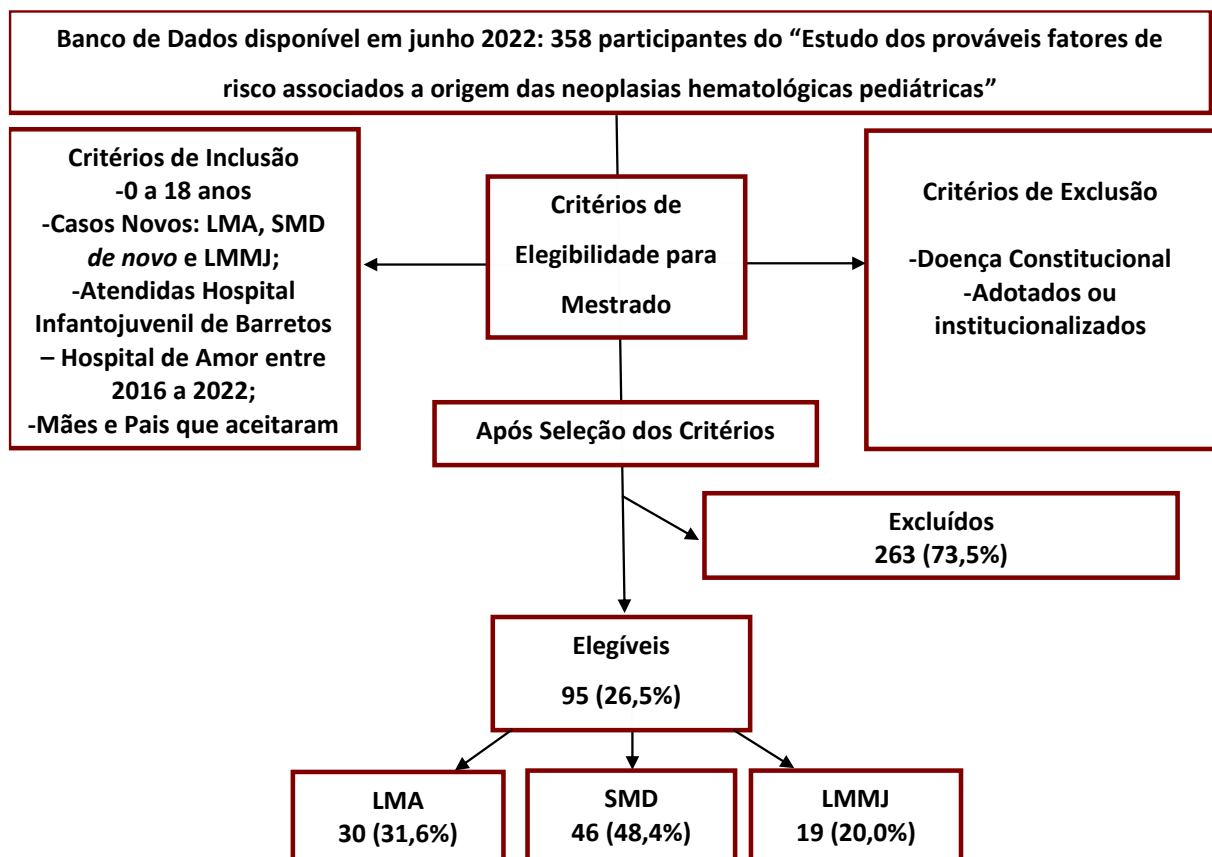 Banco de Dados disponível em junho 2022: 358 participantes do “Estudo dos prováveis fatores de
risco associados a origem das neoplasias hematológicas pediátricas”
Critérios de Inclusão
-0 a 18 anos
-Casos Novos: LMA, SMD
de novo e LMMJ;
-Atendidas Hospital
Infantojuvenil de Barretos
– Hospital de Amor entre
2016 a 2022;
-Mães e Pais que aceitaram
Critérios de
Elegibilidade para
Mestrado
Critérios de Exclusão
-Doença Constitucional
-Adotados ou
institucionalizados
Após Seleção dos Critérios
Excluídos
263 (73,5%)
Elegíveis
95 (26,5%)
LMA
30 (31,6%)
SMD
46 (48,4%)
LMMJ
19 (20,0%)